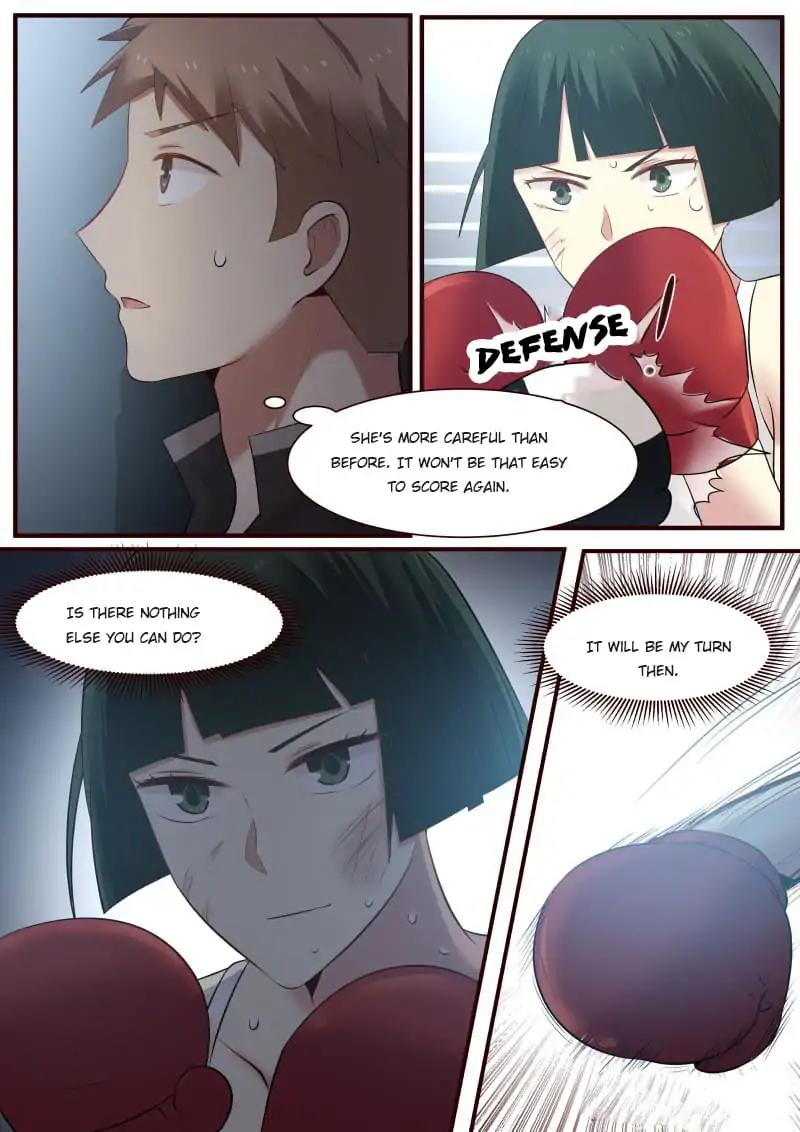 DEFENSE
SHE'S MORE CAREFUL THAN
BEFORE. IT WON'T BE THAT EASY
TO SCORE AGAIN.
IS THERE NOTHING
ELSE YOU CAN DO?
IT WILL BE MY TURN
THEN.